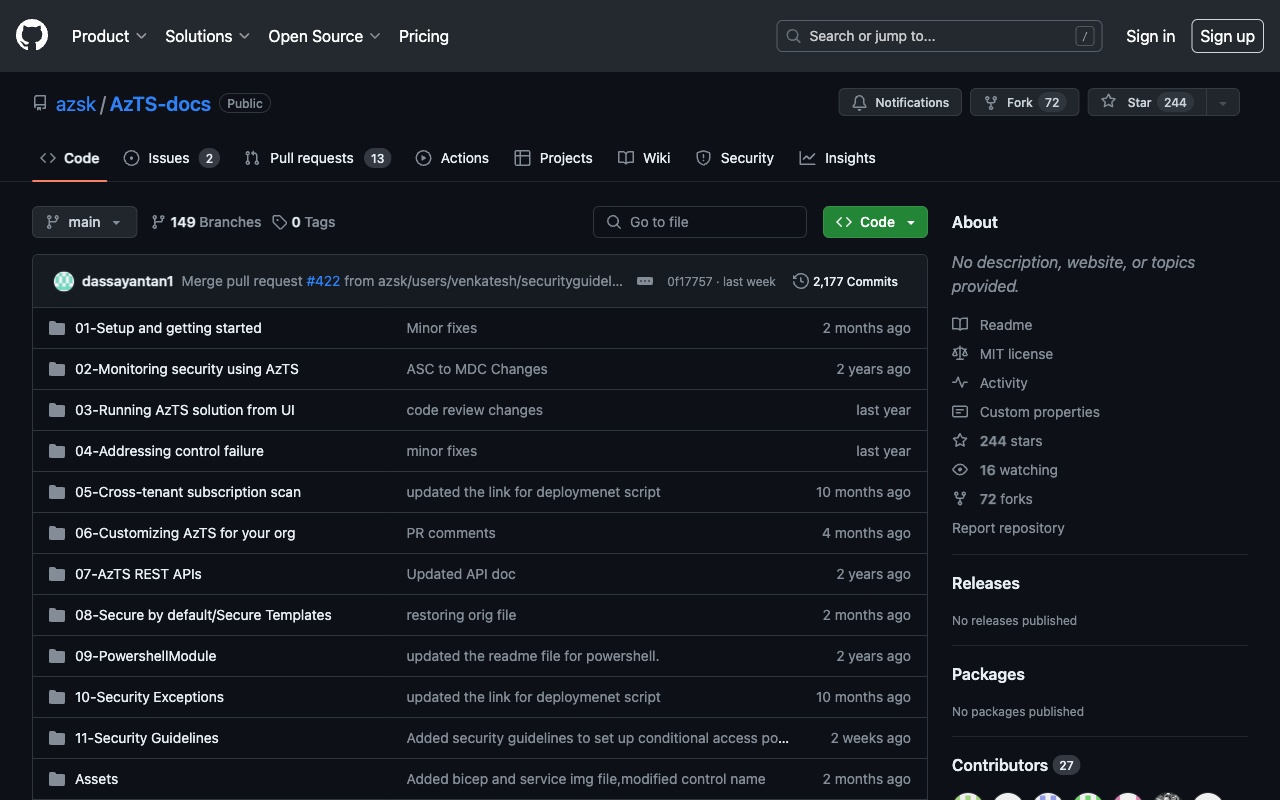 Product Solutions Open Source Pricing Search or jump to... / Sign in Sign up
azsk / AzTS-docs Public Notifications Fork 72 Star 244
Code Issues 2 Pull requests 13 Actions Projects Wiki Security Insights
main 149 Branches 0 Tags Go to file Code
dassayantan1 Merge pull request #422 from azsk/users/venkatesh/securityguidel... 0f17757 · last week 2,177 Commits
01-Setup and getting started Minor fixes 2 months ago
02-Monitoring security using AzTS ASC to MDC Changes 2 years ago
03-Running AzTS solution from UI code review changes last year
04-Addressing control failure minor fixes last year
05-Cross-tenant subscription scan updated the link for deploymenet script 10 months ago
06-Customizing AzTS for your org PR comments 4 months ago
07-AzTS REST APIs Updated API doc 2 years ago
08-Secure by default/Secure Templates restoring orig file 2 months ago
09-PowershellModule updated the readme file for powershell. 2 years ago
10-Security Exceptions updated the link for deploymenet script 10 months ago
11-Security Guidelines Added security guidelines to set up conditional access po... 2 weeks ago
Assets Added bicep and service img file,modified control name 2 months ago
About
No description, website, or topics
provided.
Readme
MIT license
Activity
Custom properties
244 stars
16 watching
72 forks
Report repository
Releases
No releases published
Packages
No packages published
Contributors 27